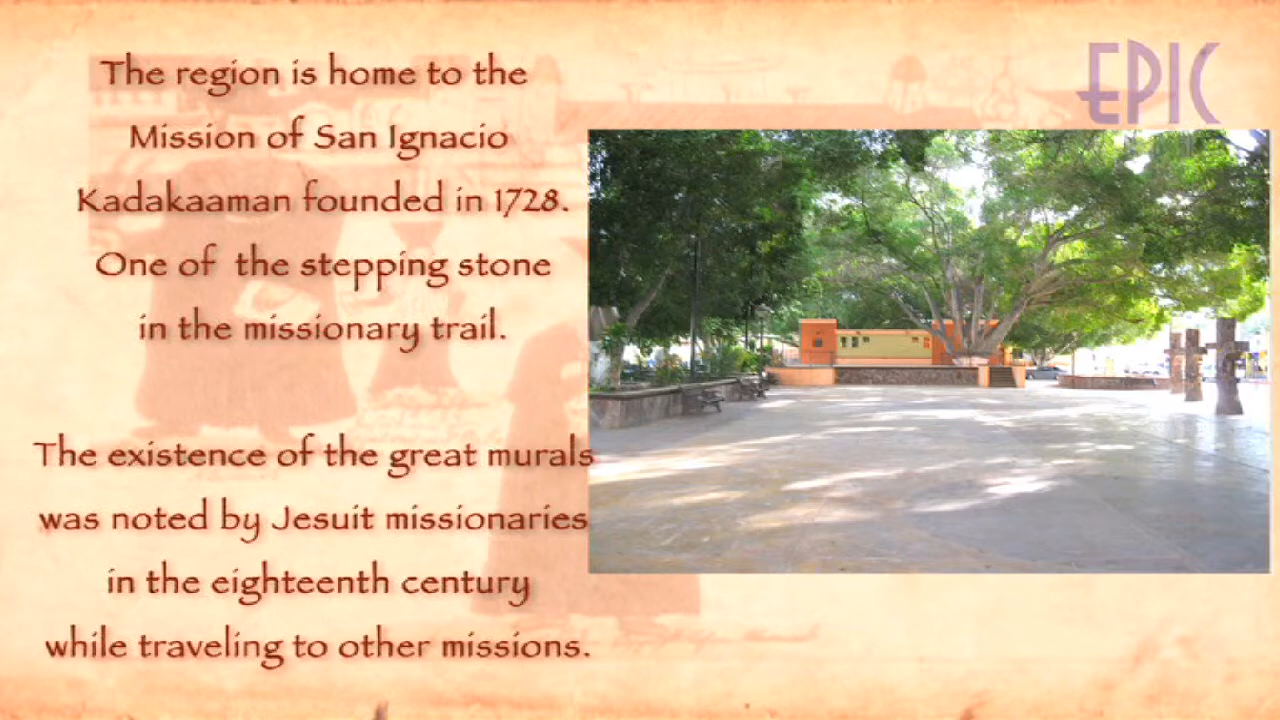 The region is home to the
Mission of San Ignacio
Kadakaaman founded in 1728.
One of the stepping stone
in the missionary trail.
The existence of the great murals
was noted by Jesuit missionaries
in the eighteenth century
while traveling to other missions.
EPIC